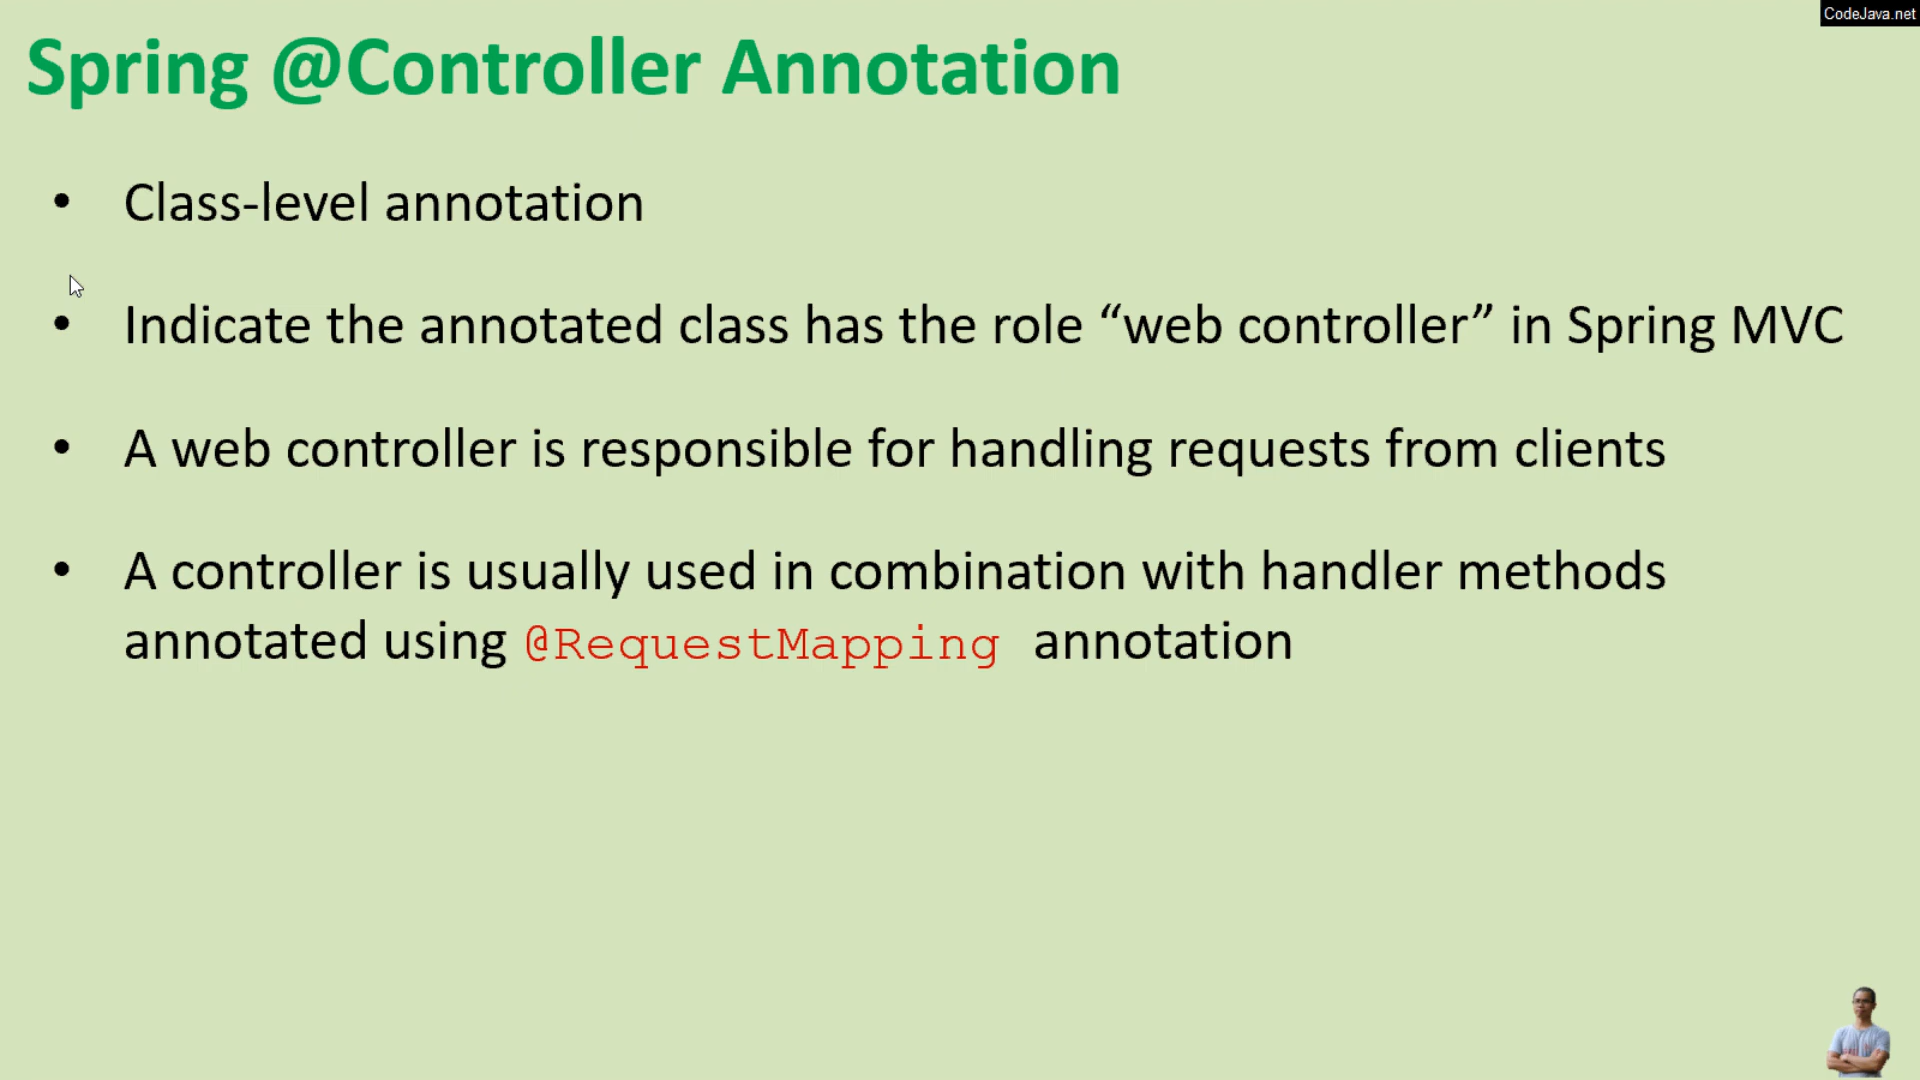 CodeJava.net
Spring @Controller Annotation
• Class-level annotation
• Indicate the annotated class has the role “web controller” in Spring MVC
• A web controller is responsible for handling requests from clients
• A controller is usually used in combination with handler methods
annotated using @RequestMapping annotation